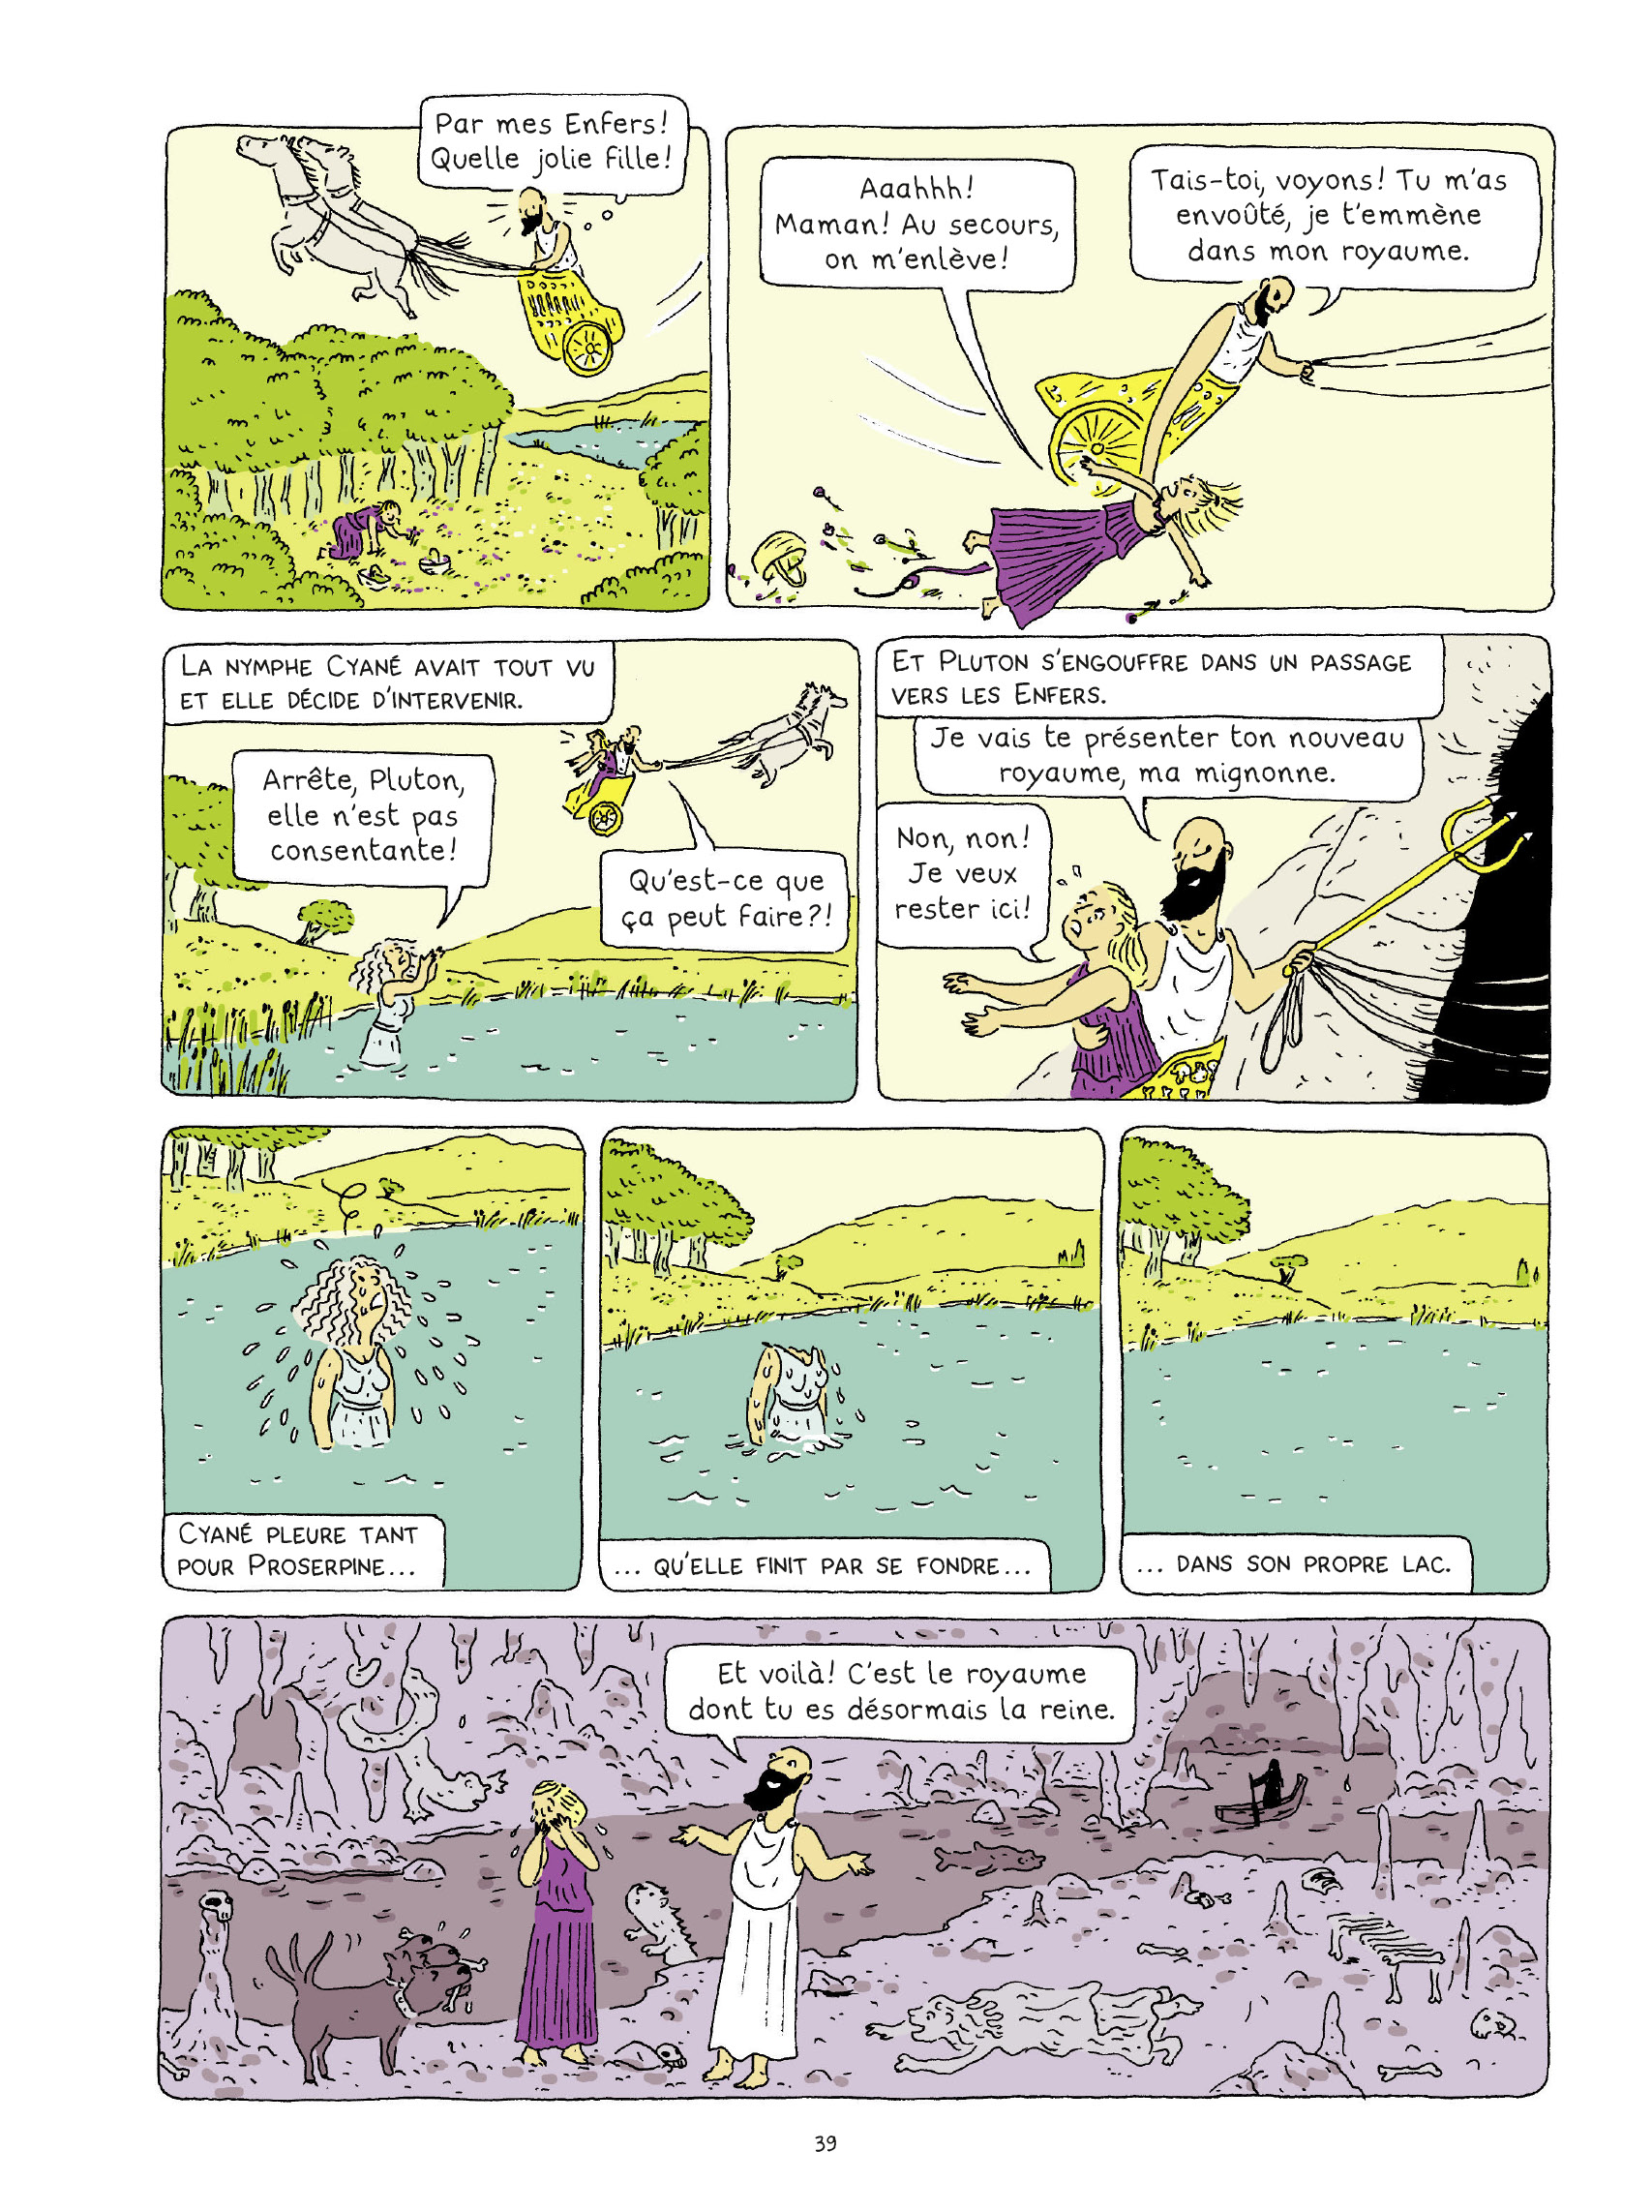 Par mes Enfers!
Quelle jolie fille!
Aaahhh!
Maman! Au secours,
on m'enlève!
Tais-toi, voyons! Tu m'as
envoûté, je t'emmène
dans mon royaume.
LA NYMPHE CYANÉ AVAIT TOUT VU
ET ELLE DÉCIDE D'INTERVENIR.
Arrête, Pluton,
elle n'est pas
consentante!
Qu'est-ce que
ça peut faire?!
ET PLUTON S'ENGOUFFRE DANS UN PASSAGE
VERS LES ENFERS.
Je vais te présenter ton nouveau
royaume, ma mignonne.
Non, non!
Je veux
rester ici!
CYANÉ PLEURE TANT
POUR PROSERPINE...
... QU'ELLE FINIT PAR SE FONDRE...
... DANS SON PROPRE LAC.
Et voilà! C'est le royaume
dont tu es désormais la reine.
39